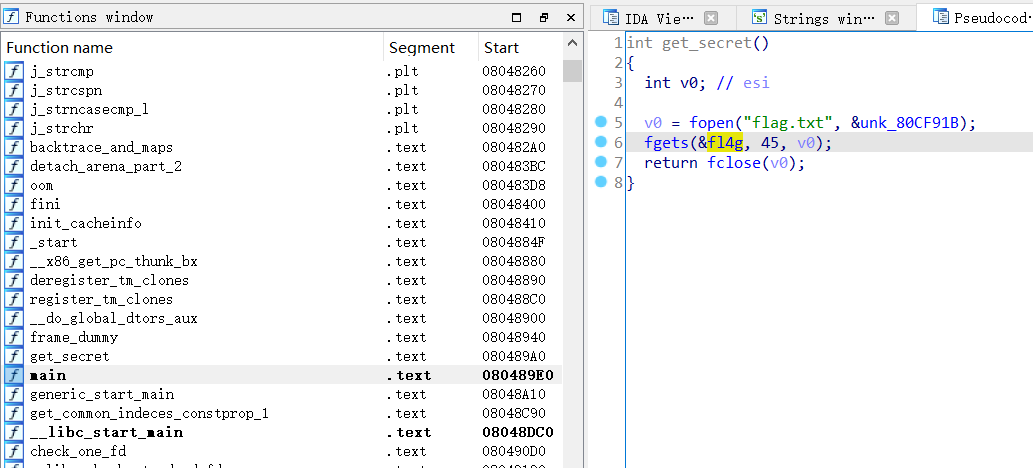 Functions window
Function name Segment Start
j_strcmp .plt 08048260
j_strcspn .plt 08048270
j_strncasecmp_l .plt 08048280
j_strchr .plt 08048290
backtrace_and_maps .text 080482A0
detach_arena_part_2 .text 080483BC
oom .text 080483D8
fini .text 08048400
init_cacheinfo .text 08048410
_start .text 0804884F
__x86_get_pc_thunk_bx .text 08048880
deregister_tm_clones .text 08048890
register_tm_clones .text 080488C0
__do_global_dtors_aux .text 08048900
frame_dummy .text 08048940
get_secret .text 080489A0
main .text 080489E0
generic_start_main .text 08048A10
get_common_indeces_constprop_1 .text 08048C90
__libc_start_main .text 08048DC0
check_one_fd .text 080490D0
IDA Vie··· Strings win··· Pseudocod·
1 int get_secret()
2 {
3 int v0; // esi
4
5 v0 = fopen("flag.txt", &unk_80CF91B);
6 fgets(&fl4g, 45, v0);
7 return fclose(v0);
8 }